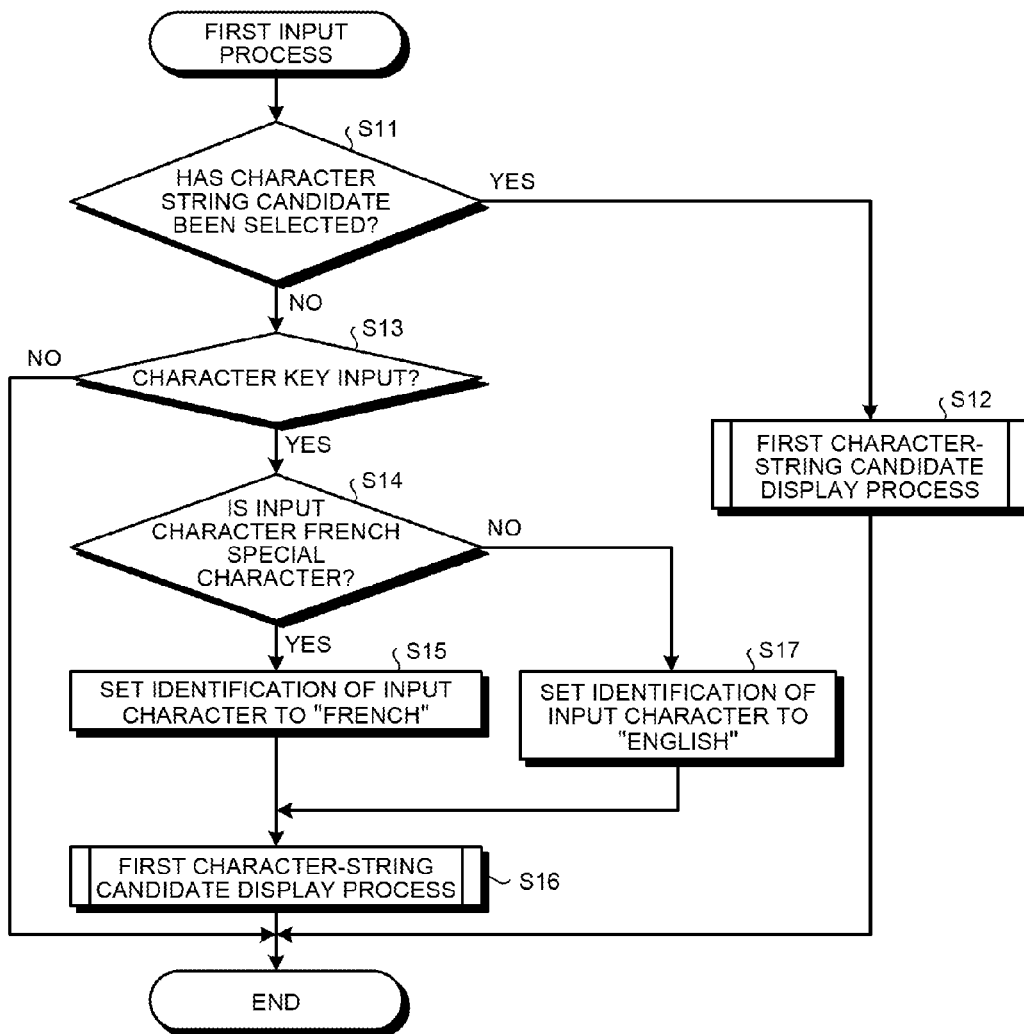 FIRST INPUT
PROCESS
S11
HAS CHARACTER
STRING CANDIDATE
BEEN SELECTED?
YES
NO
S13
NO
CHARACTER KEY INPUT?
YES
S12
FIRST CHARACTER-
STRING CANDIDATE
DISPLAY PROCESS
S14
IS INPUT
CHARACTER FRENCH
SPECIAL
CHARACTER?
NO
YES
S15
SET IDENTIFICATION OF INPUT
CHARACTER TO "FRENCH"
S17
SET IDENTIFICATION OF
INPUT CHARACTER TO
"ENGLISH"
FIRST CHARACTER-STRING
CANDIDATE DISPLAY PROCESS
S16
END